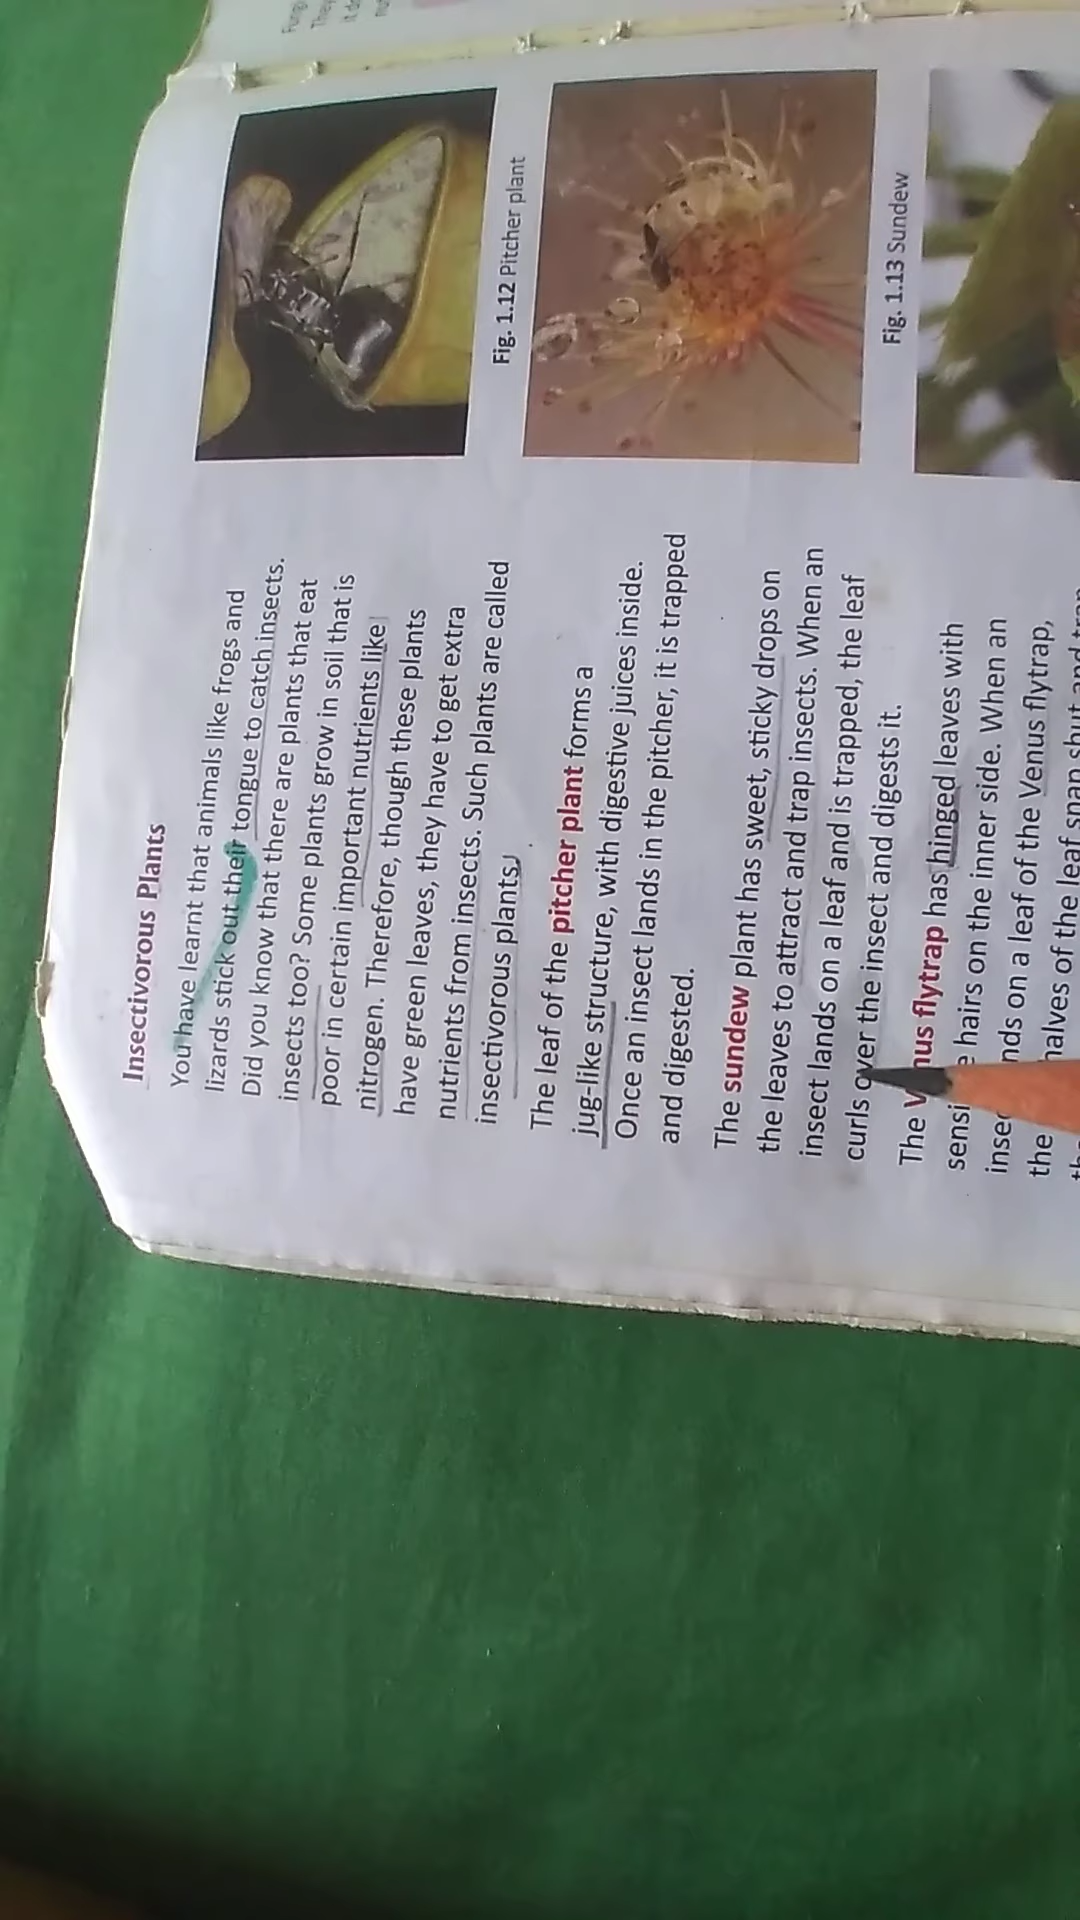 Insectivorous Plants
You have learnt that animals like frogs and
lizards stick out their tongue to catch insects.
Did you know that there are plants that eat
insects too? Some plants grow in soil that is
poor in certain important nutrients like
nitrogen. Therefore, though these plants
have green leaves, they have to get extra
nutrients from insects. Such plants are called
insectivorous plants.
The leaf of the pitcher plant forms a
jug-like structure, with digestive juices inside.
Once an insect lands in the pitcher, it is trapped
and digested.
The sundew plant has sweet, sticky drops on
the leaves to attract and trap insects. When an
insect lands on a leaf and is trapped, the leaf
curls over the insect and digests it.
The nus flytrap has hinged leaves with
hairs on the inner side. When an
on a leaf of the Venus flytrap,
the halves of the leaf snap shut and trap
Fig. 1.12 Pitcher plant
Fig. 1.13 Sundew